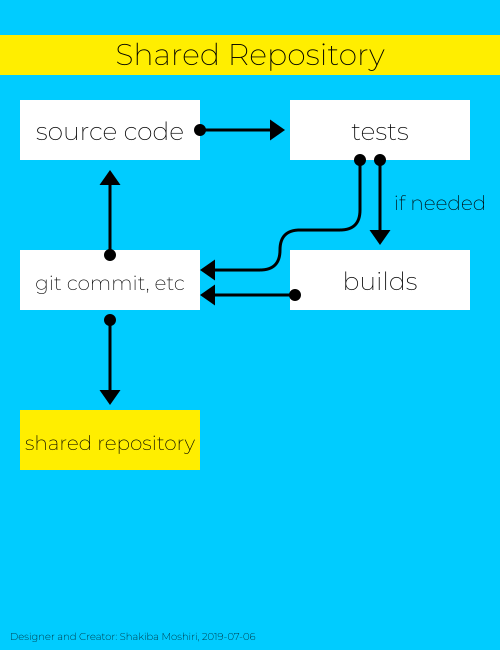 Shared Repository
source code
tests
if needed
git commit, etc
builds
shared repository
Designer and Creator: Shakiba Moshiri, 2019-07-06